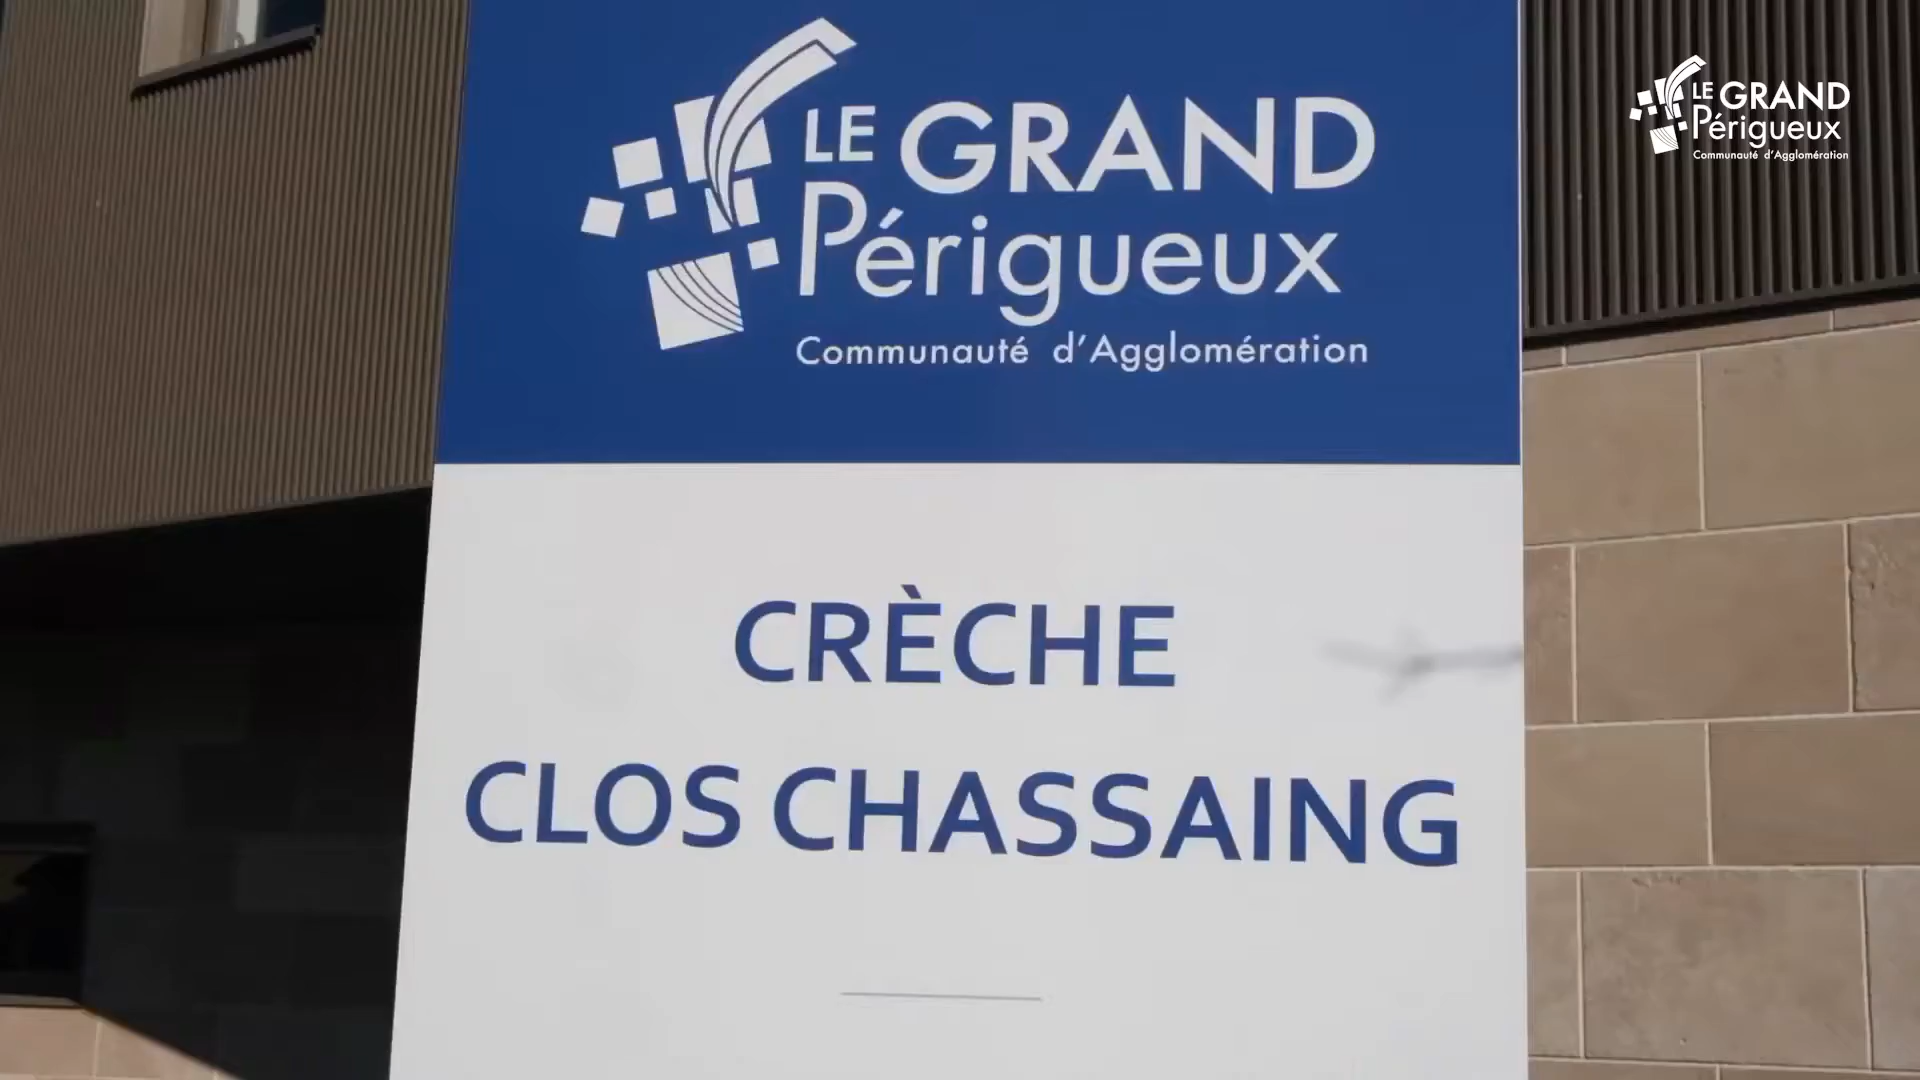 LE GRAND
Périgueux
Communauté d'Agglomération
LE GRAND
Périgueux
Communauté d'Agglomération
CRÈCHE
CLOS CHASSAING